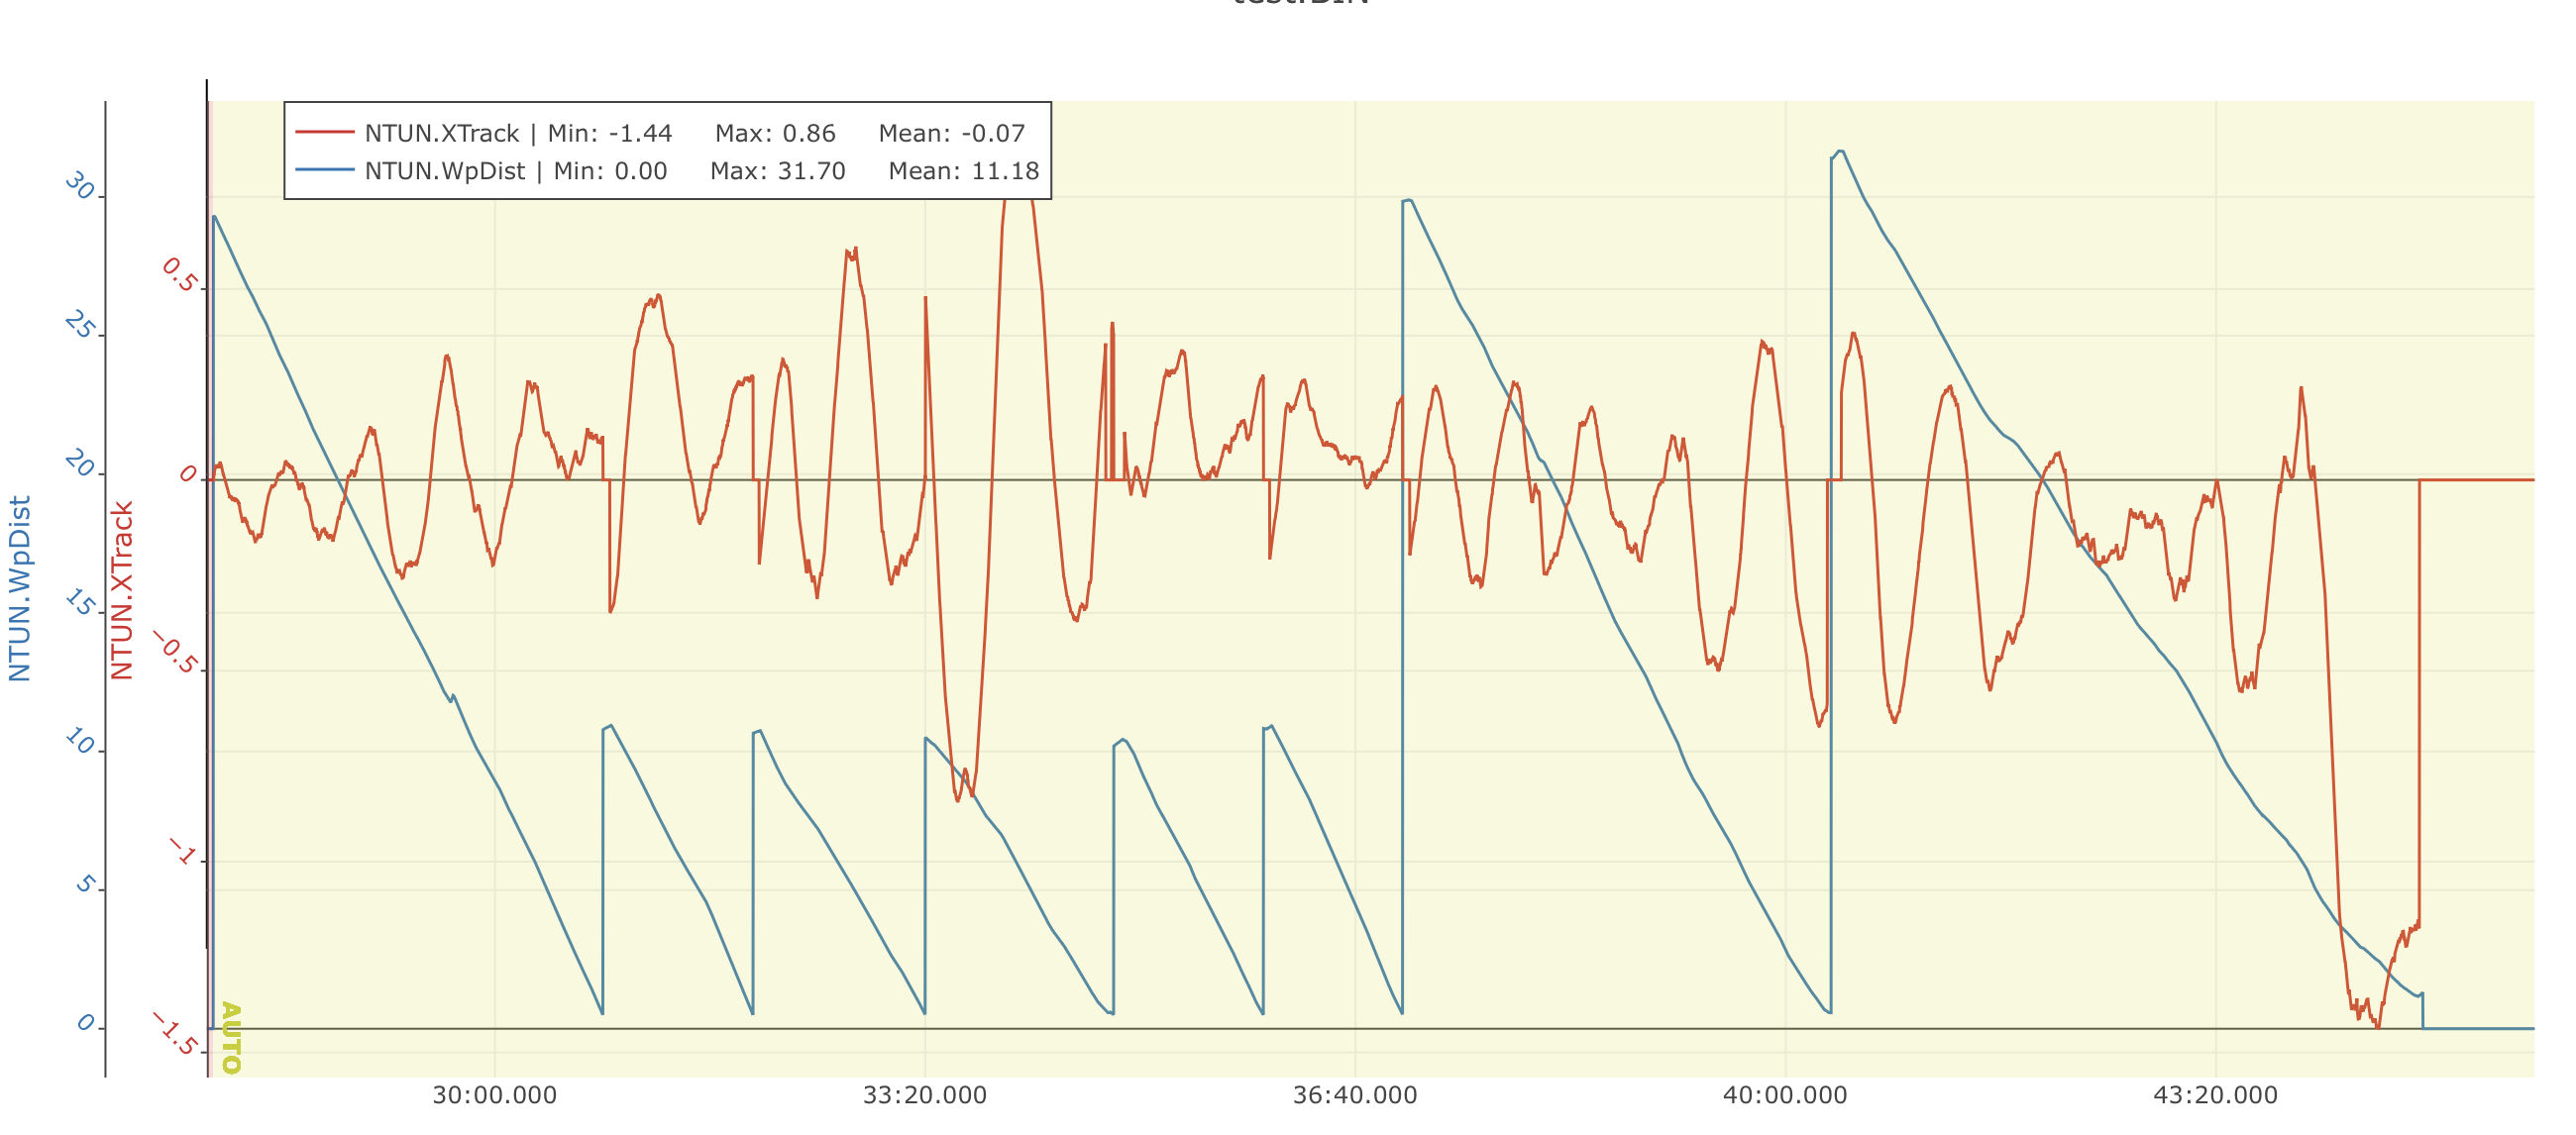 NTUN.XTrack | Min: -1.44 Max: 0.86 Mean: -0.07
NTUN.WpDist | Min: 0.00 Max: 31.70 Mean: 11.18
NTUN.WpDist
30
25
20
15
10
5
0
NTUN.XTrack
0.5
0
−0.5
−1
−1.5
AUTO
30:00.000 33:20.000 36:40.000 40:00.000 43:20.000